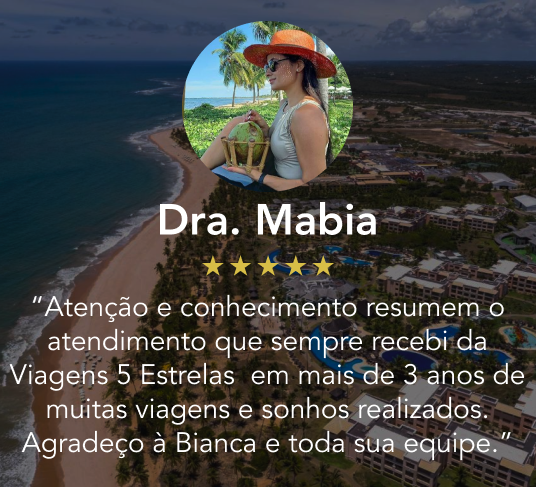 Dra. Mabia
★★★★★
“Atenção e conhecimento resumem o
atendimento que sempre recebi da
Viagens 5 Estrelas  em mais de 3 anos de
muitas viagens e sonhos realizados.
Agradeço à Bianca e toda sua equipe.”